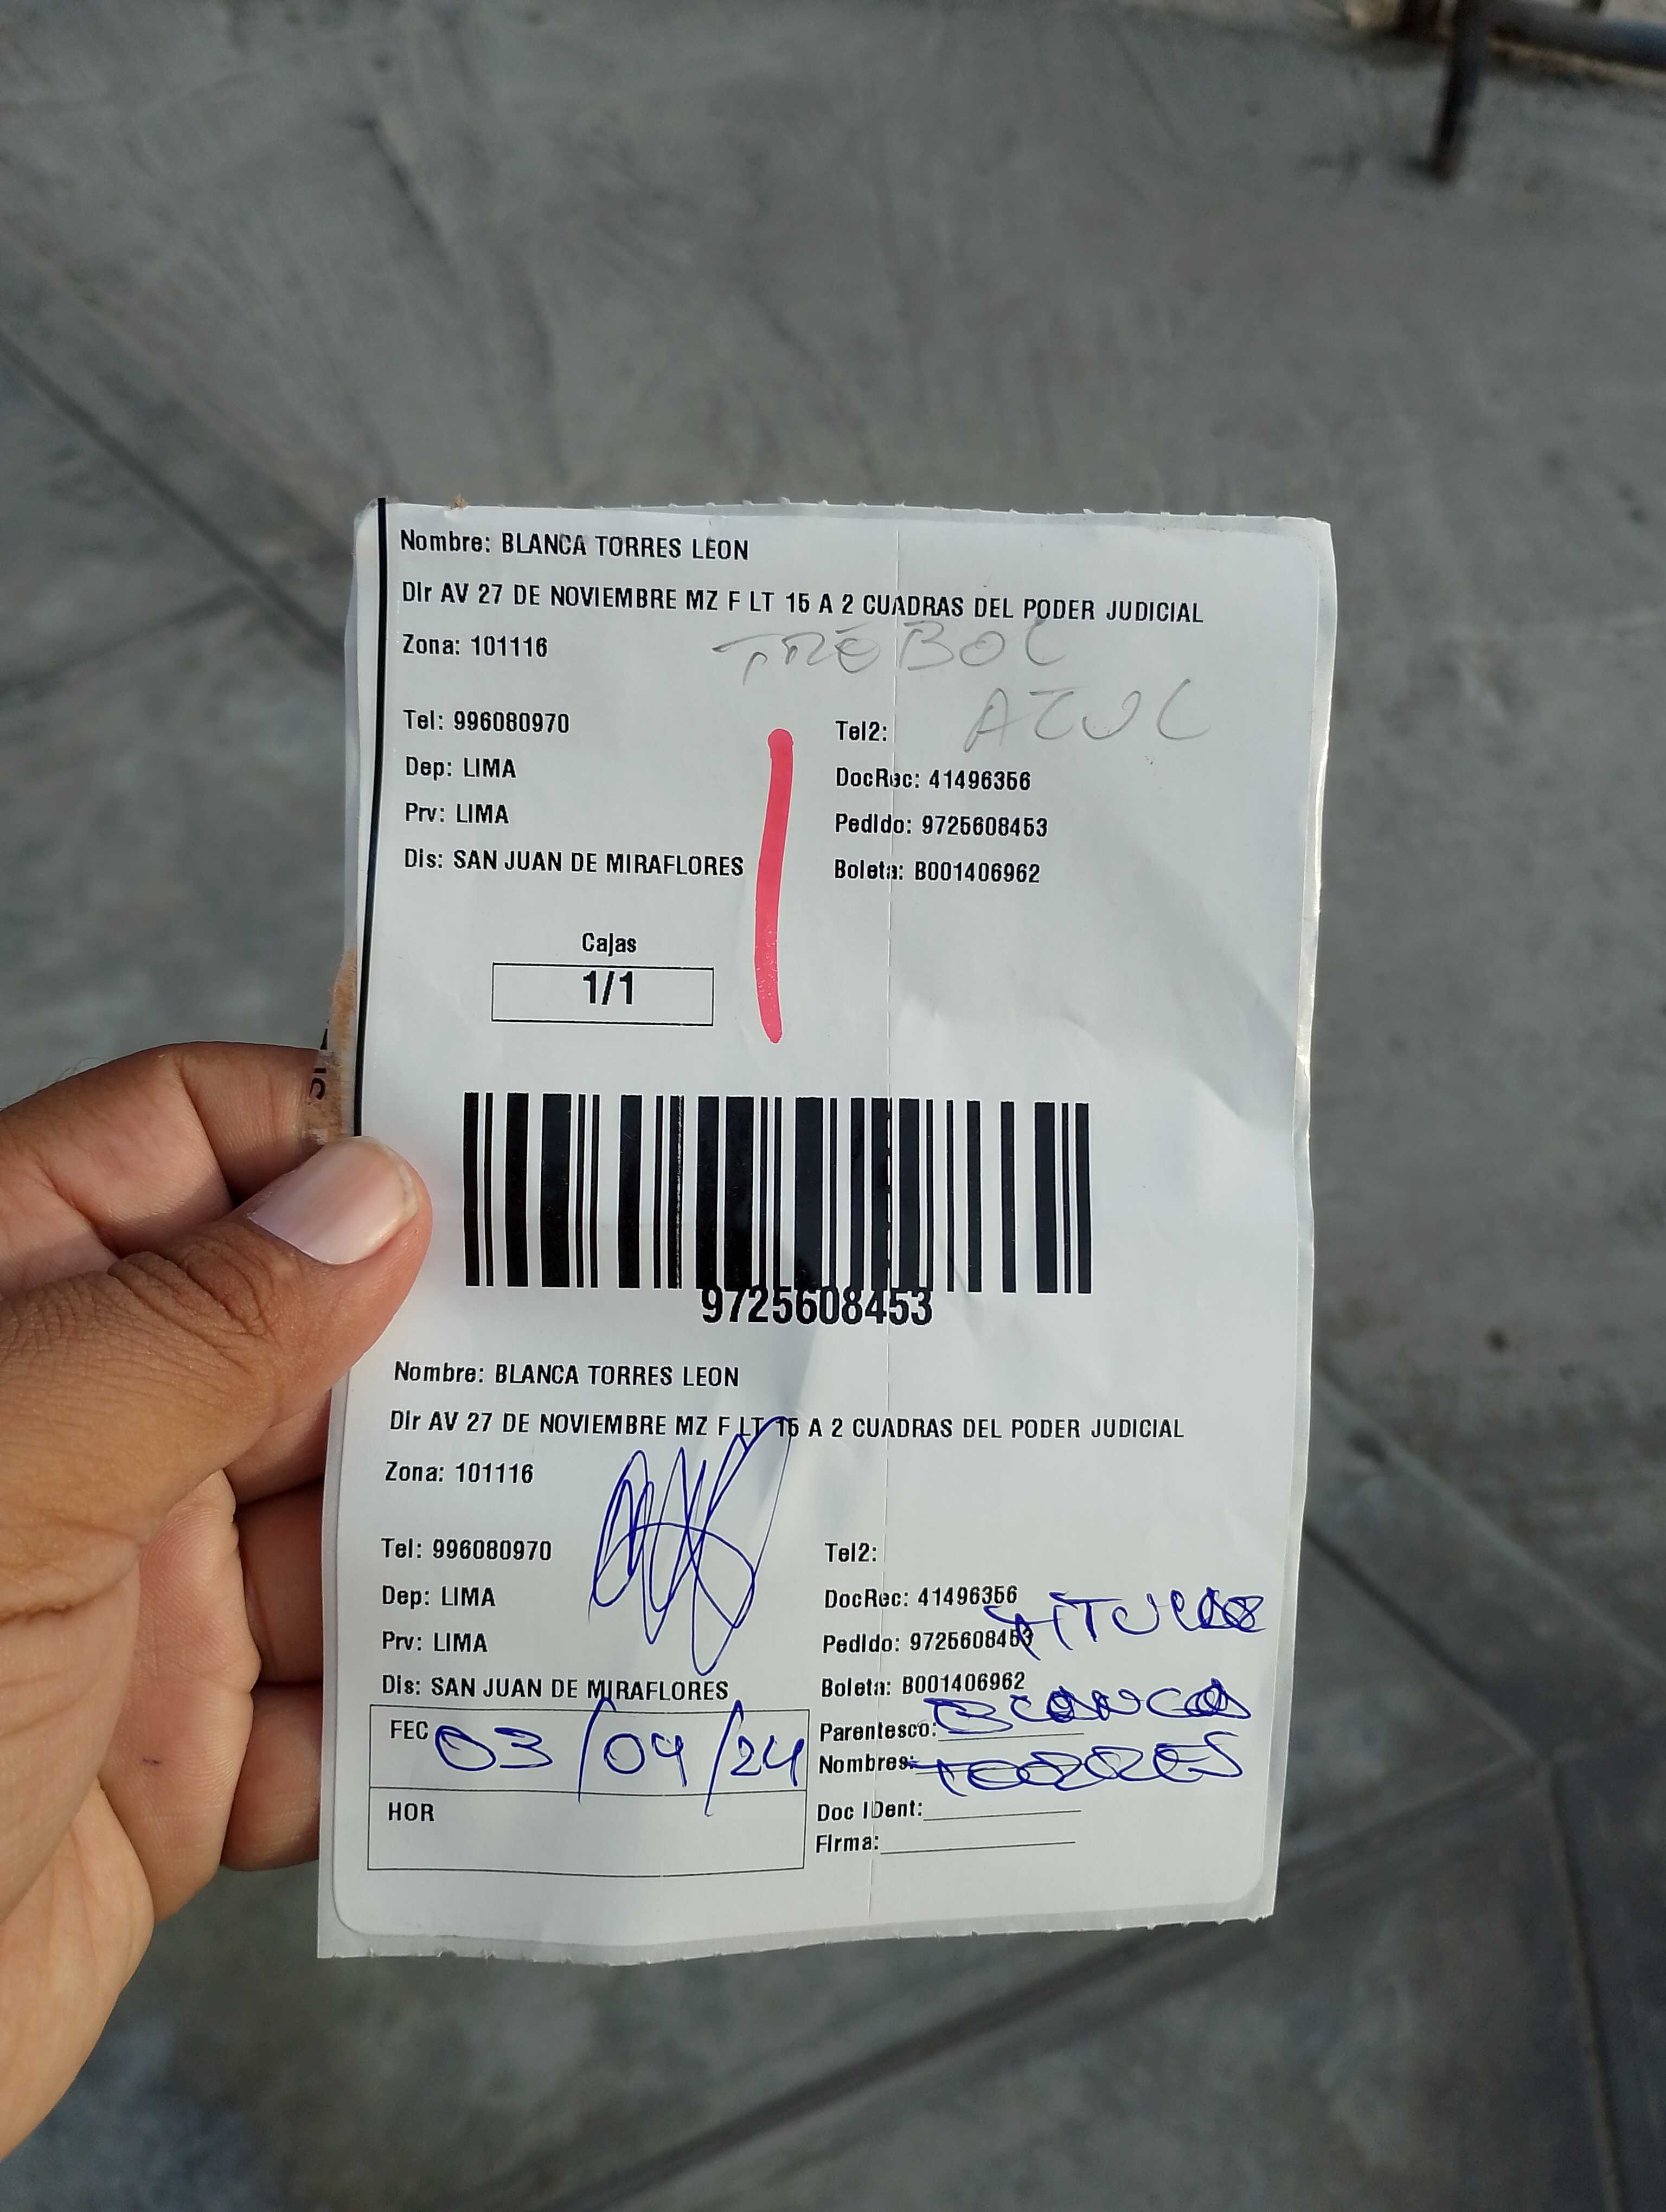 Nombre: BLANCA TORRES LEON
Dir AV 27 DE NOVIEMBRE MZ F LT 15 A 2 CUADRAS DEL PODER JUDICIAL
Zona: 101116
TREBOL
AZUL
Tel: 996080970
Tel2:
Dep: LIMA
DocRec: 41496356
Prv: LIMA
Pedido: 9725608453
Dis: SAN JUAN DE MIRAFLORES
Boleta: B001406962
Cajas
1/1
9725608453
Nombre: BLANCA TORRES LEON
Dir AV 27 DE NOVIEMBRE MZ F LT 15 A 2 CUADRAS DEL PODER JUDICIAL
Zona: 101116
Tel: 996080970
Tel2:
Dep: LIMA
DocRec: 41496356
TITULAR
Prv: LIMA
Pedido: 9725608453
Dis: SAN JUAN DE MIRAFLORES
Boleta: B001406962
FEC 03/04/24
Parentesco: BLANCA
Nombres: TORRES
HOR
Doc IDent:
Firma: